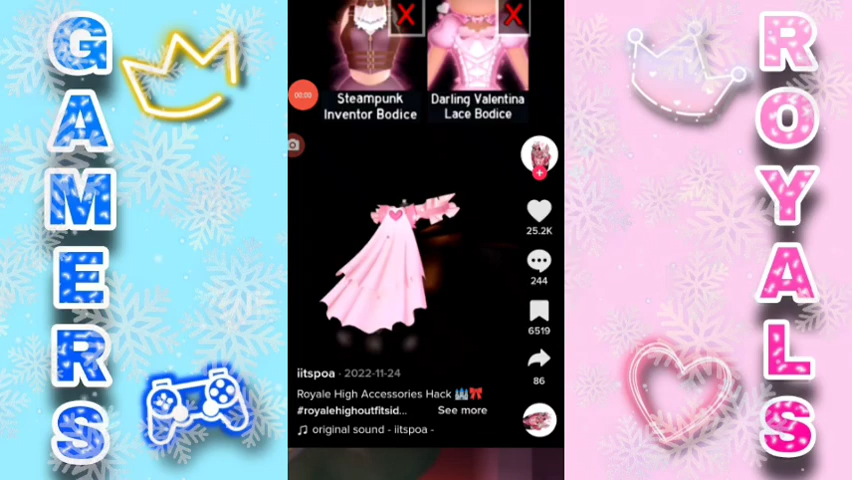 GAMERS
X
X
Steampunk
Inventor Bodice
Darling Valentina
Lace Bodice
00:00
25.2K
244
6519
86
iitspoa · 2022-11-24
Royale High Accessories Hack 🏰🎀
#royalehighoutfitsid... See more
♫ original sound - iitspoa -
ROYALS